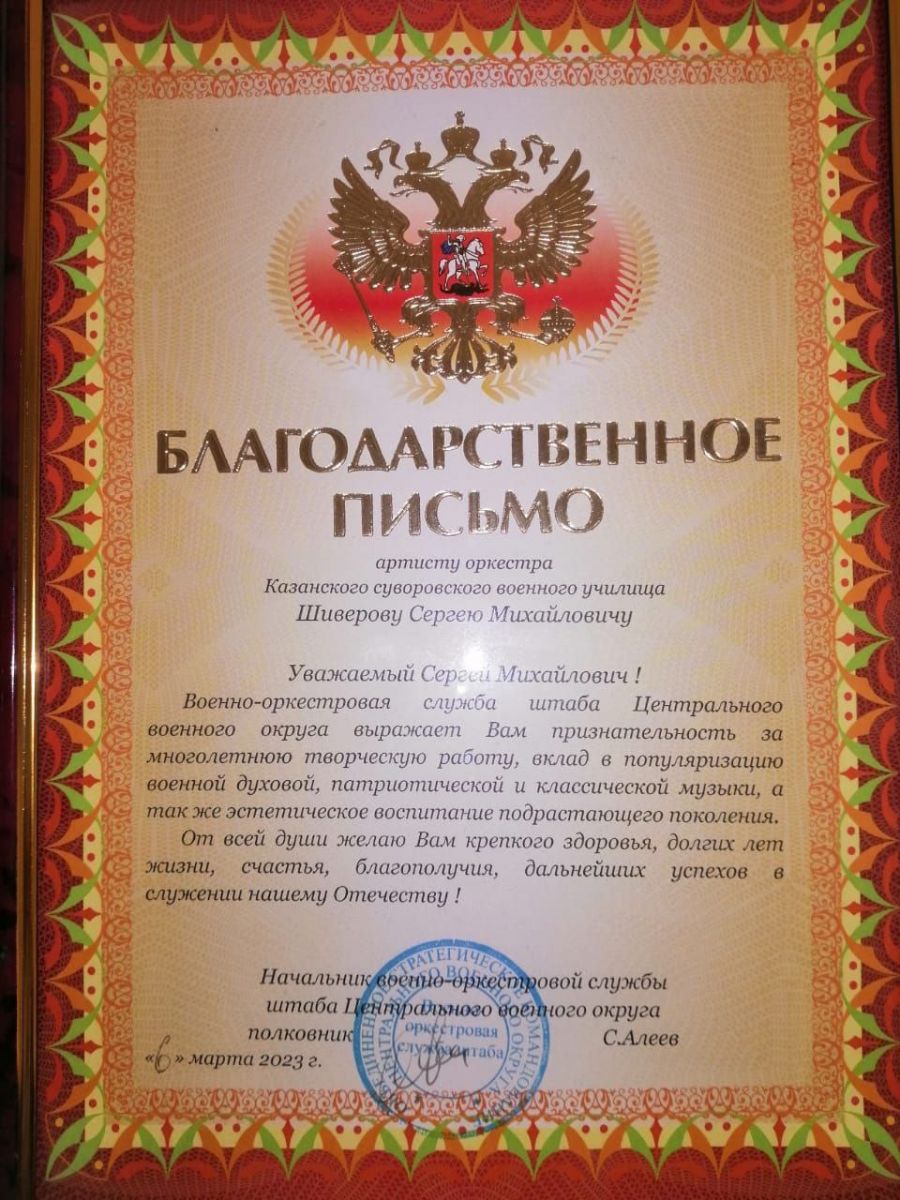 БЛАГОДАРСТВЕННОЕ
ПИСЬМО
артисту оркестра
Казанского суворовского военного училища
Шиверову Сергею Михайловичу
Уважаемый Сергей Михайлович !
Военно-оркестровая служба штаба Центрального
военного округа выражает Вам признательность за
многолетнюю творческую работу, вклад в популяризацию
военной духовой, патриотической и классической музыки, а
так же эстетическое воспитание подрастающего поколения.
От всей души желаю Вам крепкого здоровья, долгих лет
жизни, счастья, благополучия, дальнейших успехов в
служении нашему Отечеству !
Начальник военно-оркестровой службы
штаба Центрального военного округа
полковник С.Алеев
«6» марта 2023 г.
оркестровая
служба штаба